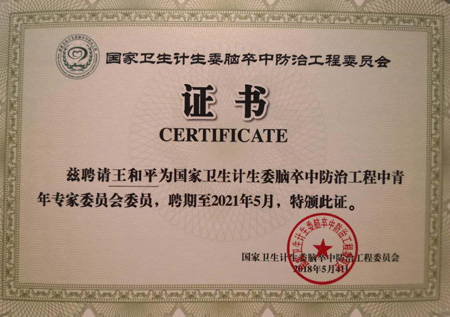 国家卫生计生委脑卒中防治工程委员会
证书
CERTIFICATE
兹聘请王和平为国家卫生计生委脑卒中防治工程中青
年专家委员会委员，聘期至2021年5月，特颁此证。
国家卫生计生委脑卒中防治工程委员会
2018年5月4日